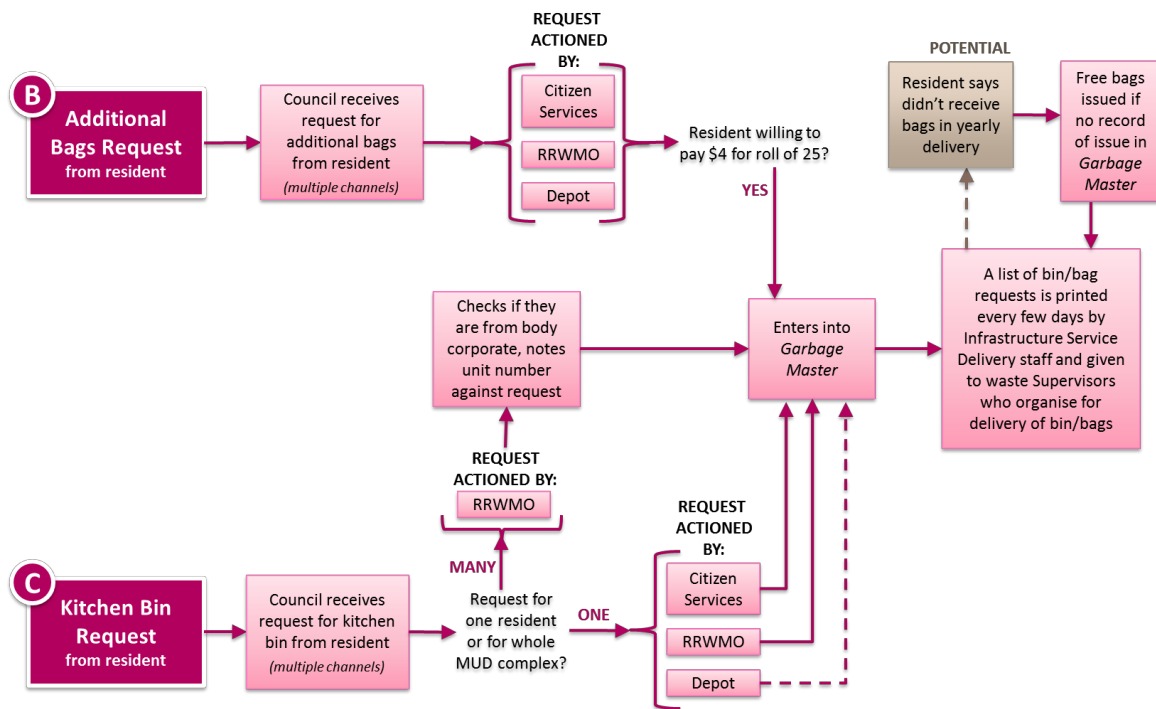 B
Additional
Bags Request
from resident
Council receives
request for
additional bags
from resident
(multiple channels)
REQUEST
ACTIONED
BY:
Citizen
Services
RRWMO
Depot
Resident willing to
pay $4 for roll of 25?
YES
POTENTIAL
Resident says
didn’t receive
bags in yearly
delivery
Free bags
issued if
no record
of issue in
Garbage
Master
Checks if they
are from body
corporate, notes
unit number
against request
Enters into
Garbage
Master
A list of bin/bag
requests is printed
every few days by
Infrastructure Service
Delivery staff and given
to waste Supervisors
who organise for
delivery of bin/bags
REQUEST
ACTIONED BY:
RRWMO
MANY
C
Kitchen Bin
Request
from resident
Council receives
request for kitchen
bin from resident
(multiple channels)
Request for
one resident
or for whole
MUD complex?
ONE
REQUEST
ACTIONED
BY:
Citizen
Services
RRWMO
Depot